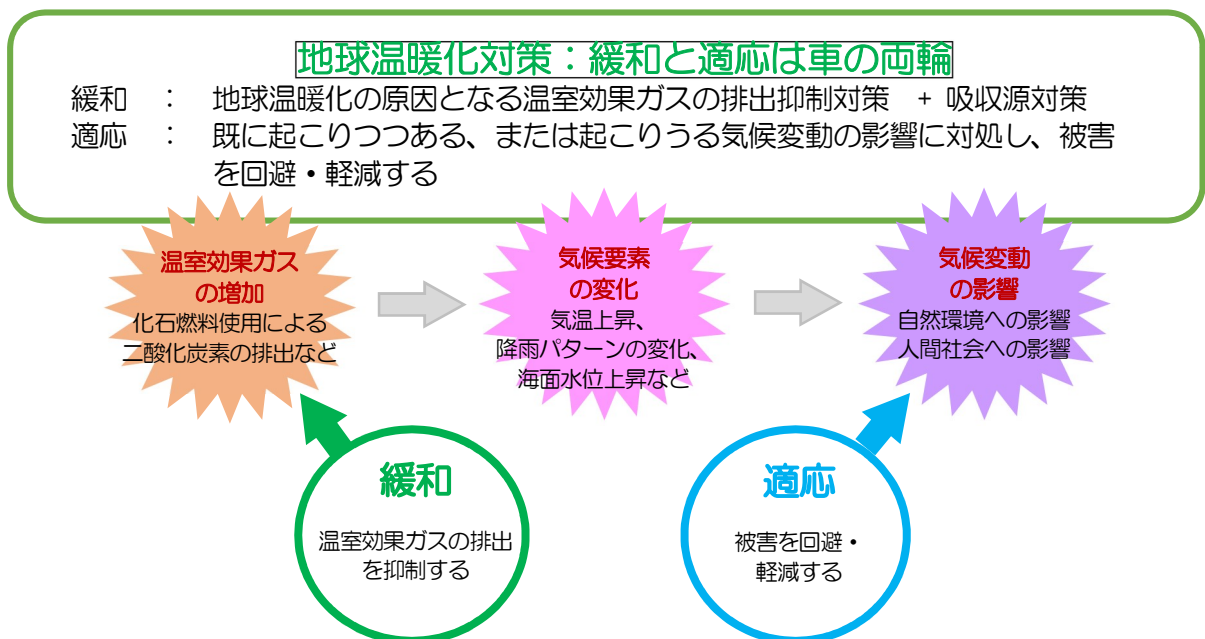 地球温暖化対策：緩和と適応は車の両輪
緩和　：　地球温暖化の原因となる温室効果ガスの排出抑制対策　+ 吸収源対策
適応　：　既に起こりつつある、または起こりうる気候変動の影響に対処し、被害
を回避・軽減する
温室効果ガス
の増加
化石燃料使用による
二酸化炭素の排出など
気候要素
の変化
気温上昇、
降雨パターンの変化、
海面水位上昇など
気候変動
の影響
自然環境への影響
人間社会への影響
緩和
温室効果ガスの排出
を抑制する
適応
被害を回避・
軽減する